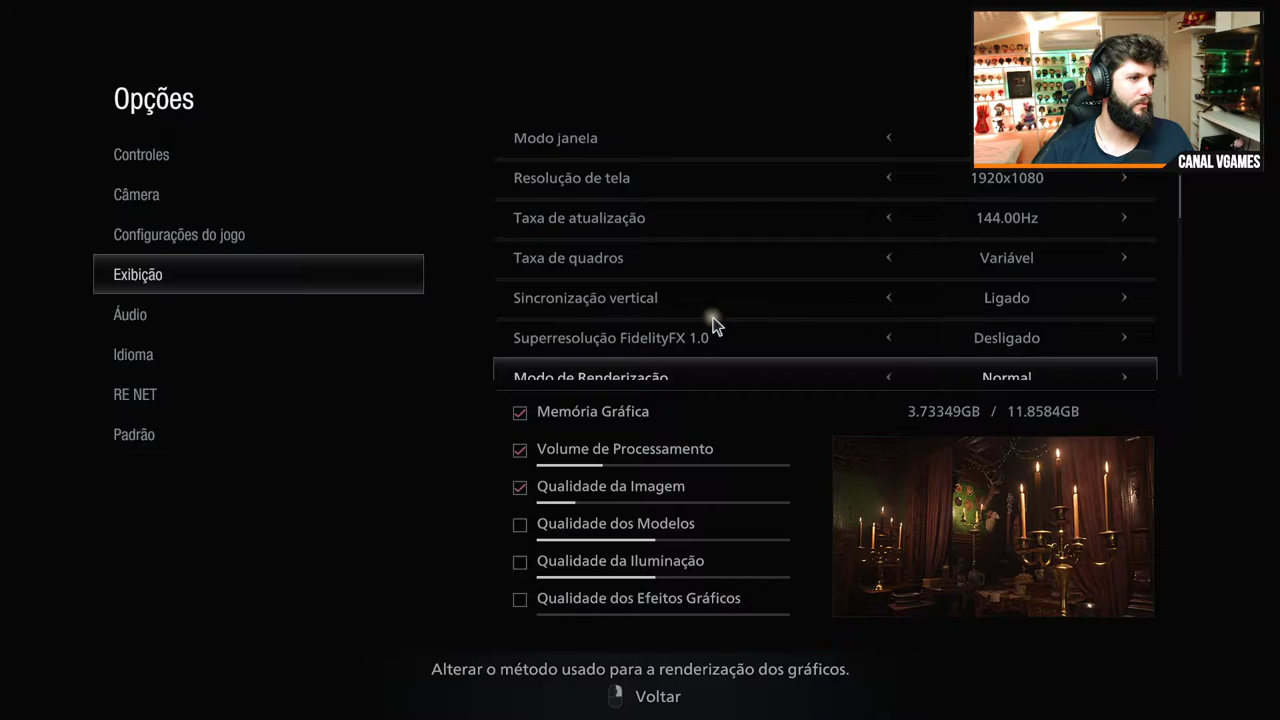 Opções
Controles
Câmera
Configurações do jogo
Exibição
Áudio
Idioma
RE NET
Padrão
Modo janela
Resolução de tela 1920x1080
Taxa de atualização 144.00Hz
Taxa de quadros Variável
Sincronização vertical Ligado
Superresolução FidelityFX 1.0 Desligado
Modo de Renderização Normal
Memória Gráfica 3.73349GB / 11.8584GB
Volume de Processamento
Qualidade da Imagem
Qualidade dos Modelos
Qualidade da Iluminação
Qualidade dos Efeitos Gráficos
Alterar o método usado para a renderização dos gráficos.
Voltar
CANAL VGAMES